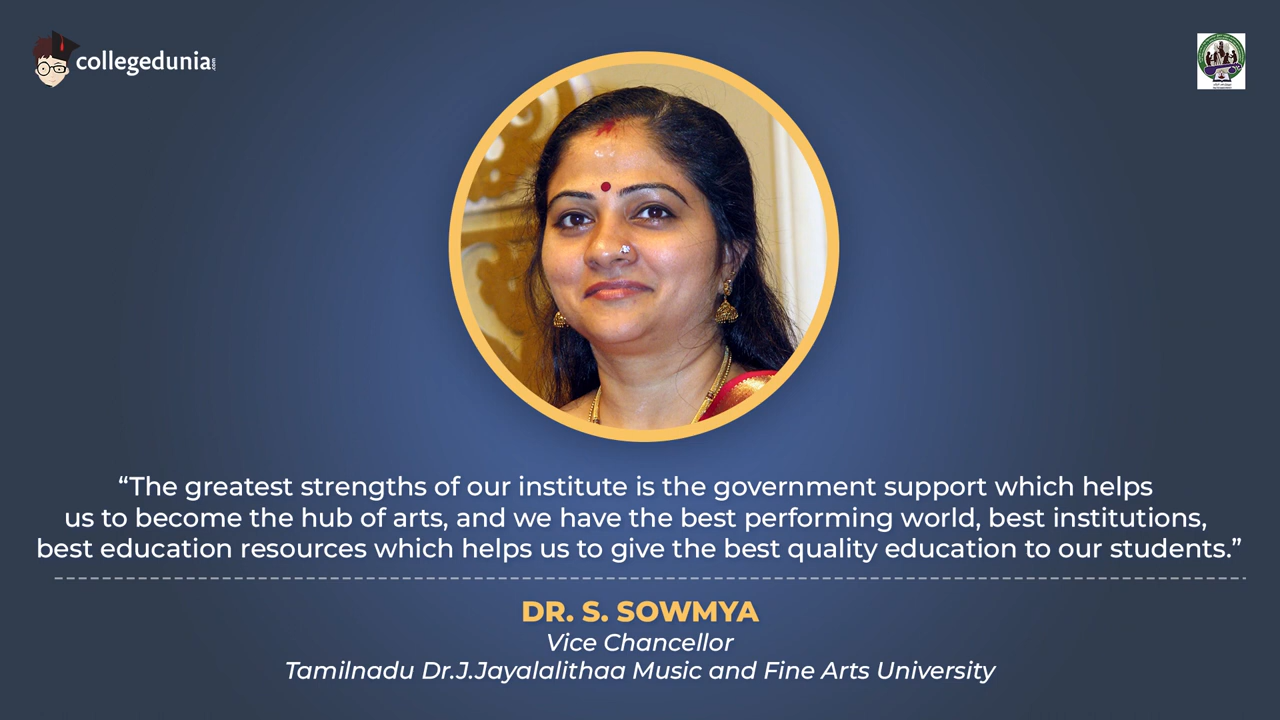 collegedunia
.com
“The greatest strengths of our institute is the government support which helps
us to become the hub of arts, and we have the best performing world, best institutions,
best education resources which helps us to give the best quality education to our students.”
DR. S. SOWMYA
Vice Chancellor
Tamilnadu Dr.J.Jayalalithaa Music and Fine Arts University